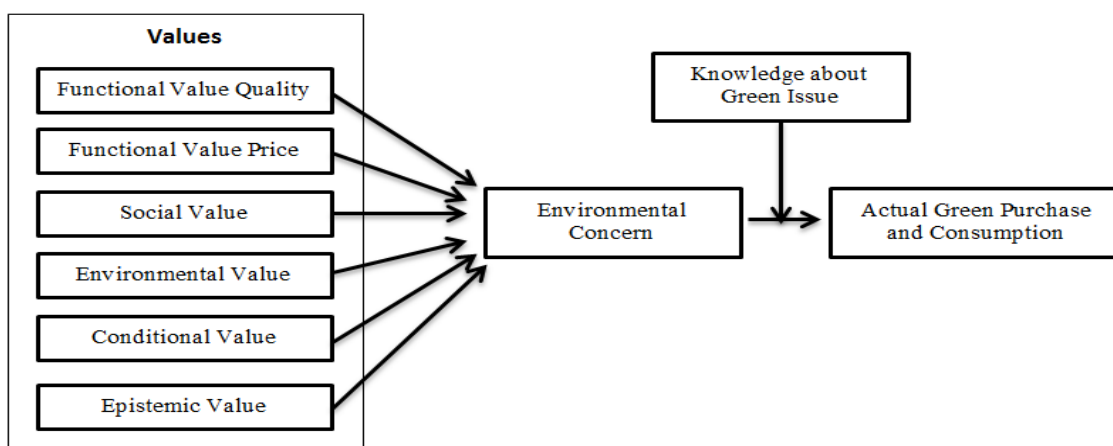 Values
Functional Value Quality
Functional Value Price
Social Value
Environmental Value
Conditional Value
Epistemic Value
Environmental
Concern
Knowledge about
Green Issue
Actual Green Purchase
and Consumption